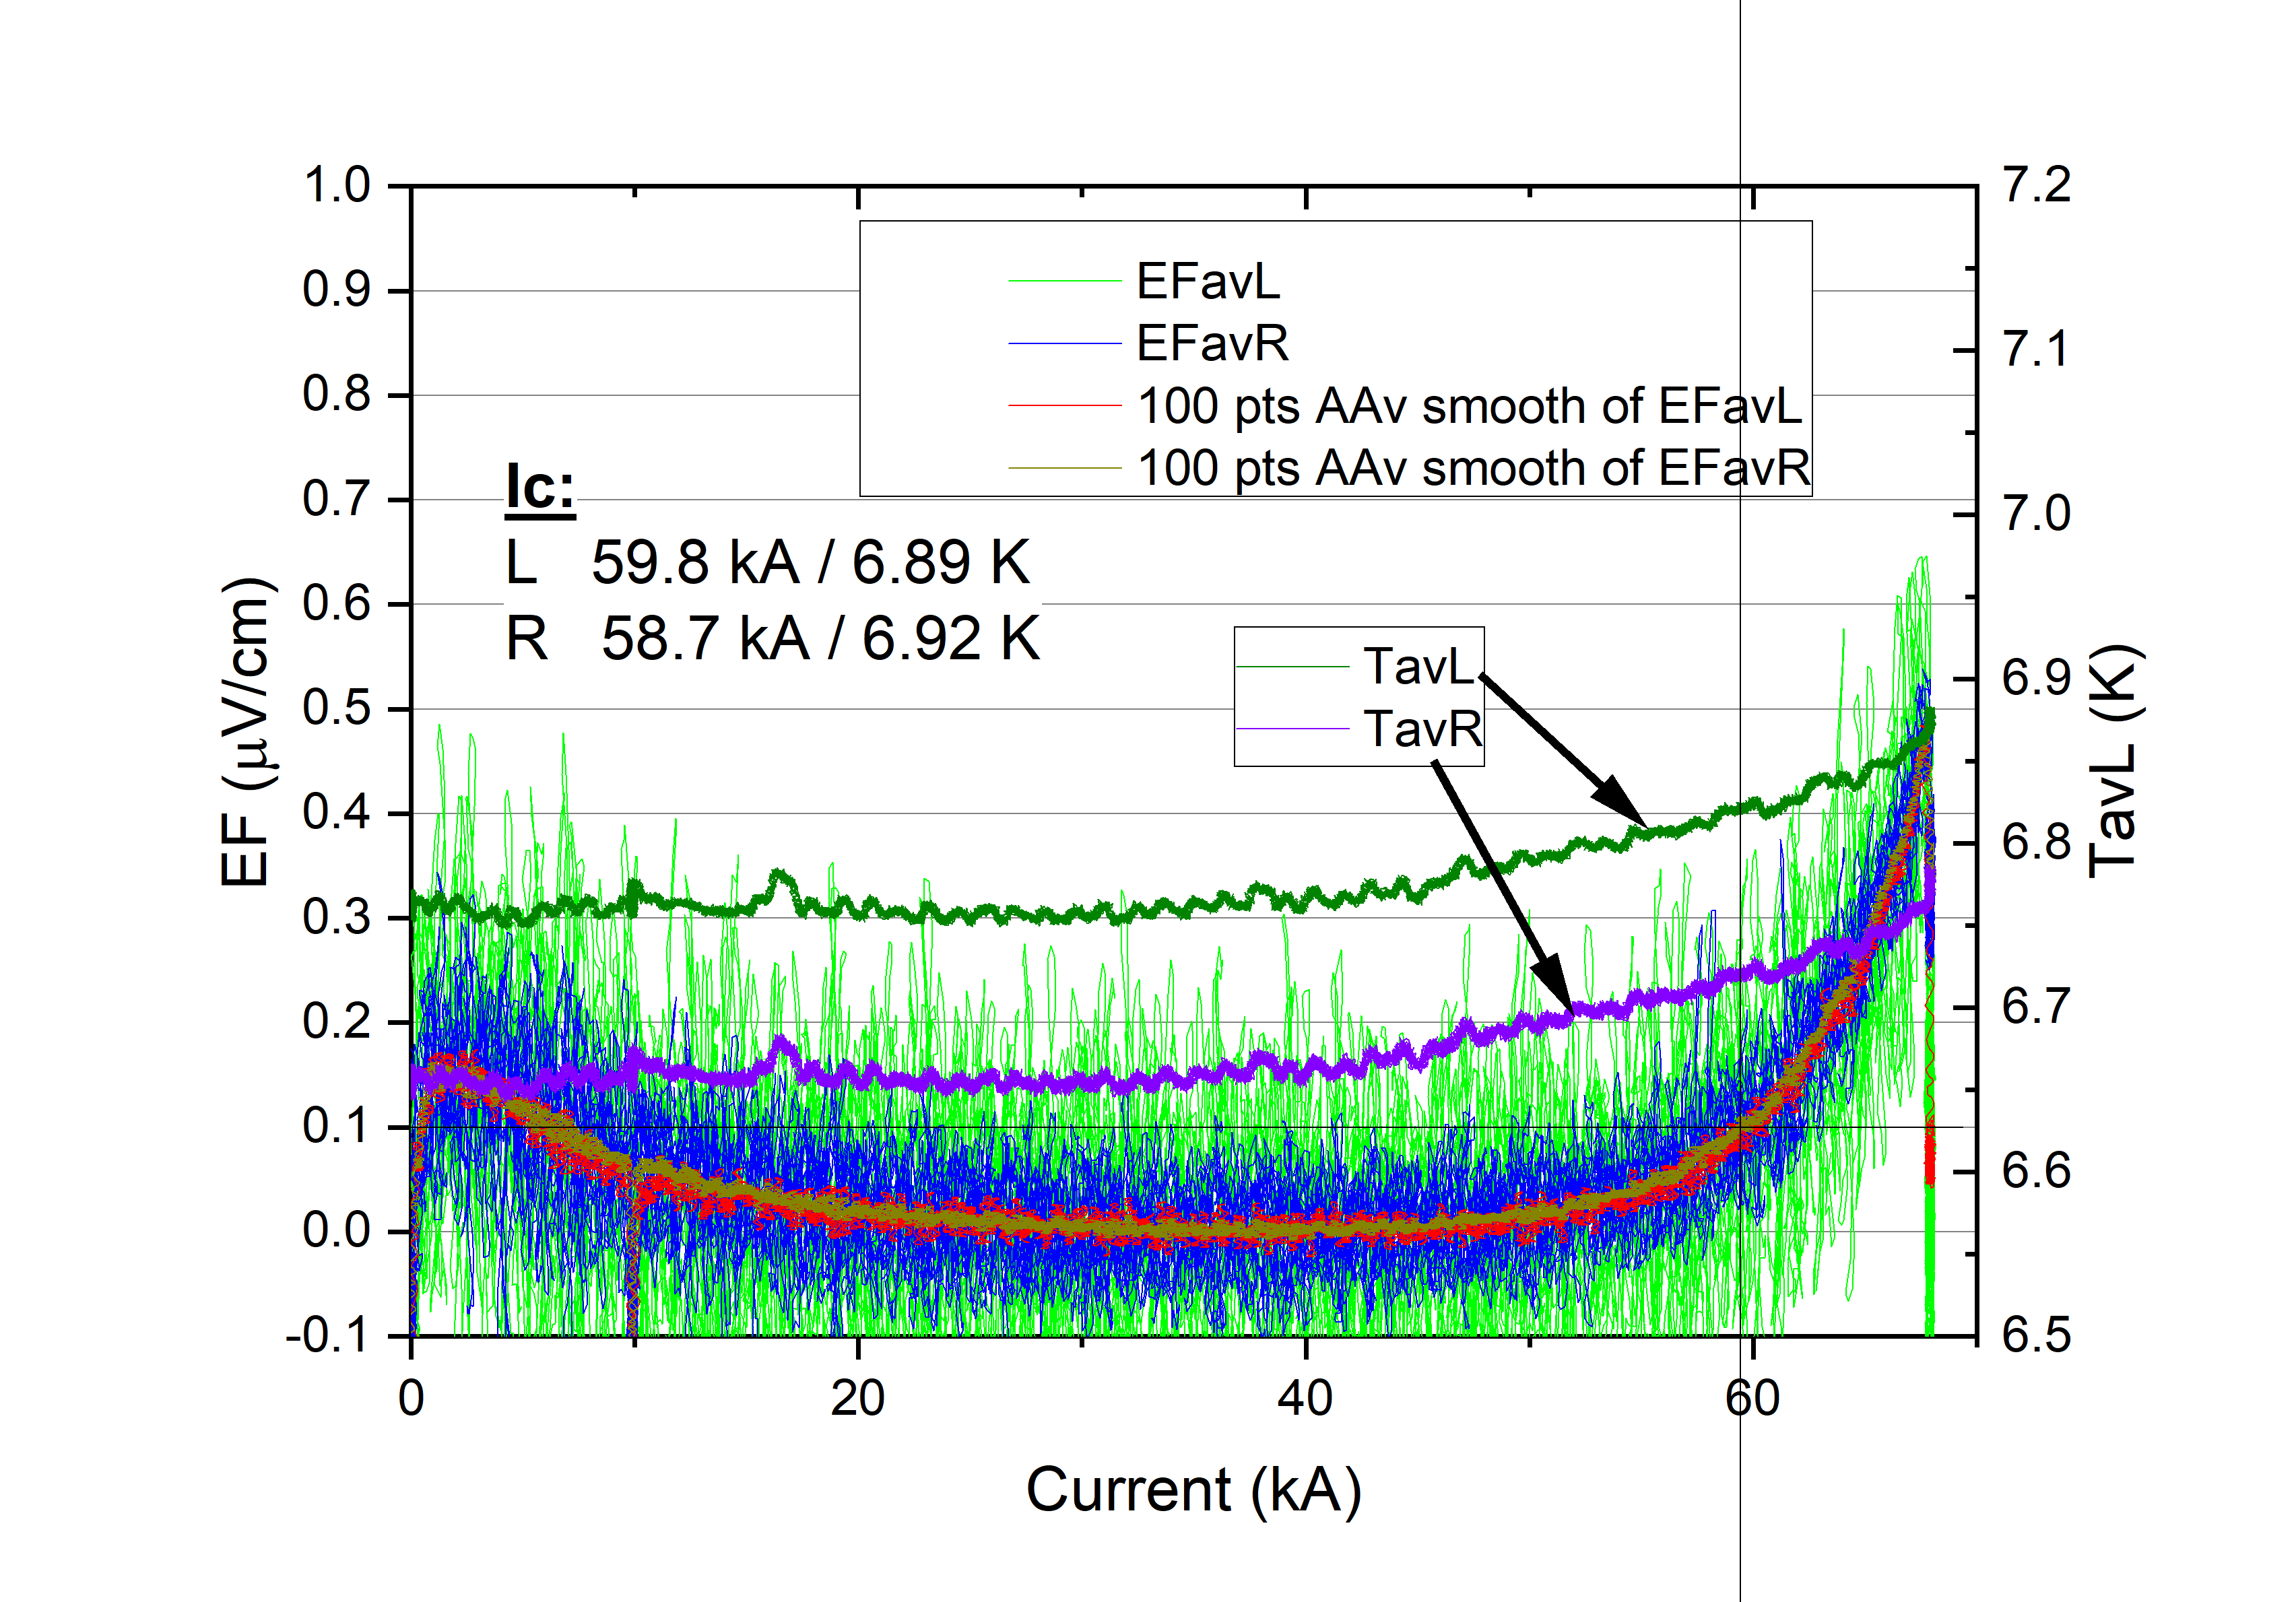 1.0
0.9
0.8
0.7
0.6
0.5
0.4
0.3
0.2
0.1
0.0
-0.1
EF (μV/cm)
EFavL
EFavR
100 pts AAv smooth of EFavL
100 pts AAv smooth of EFavR
Ic:
L 59.8 kA / 6.89 K
R 58.7 kA / 6.92 K
TavL
TavR
7.2
7.1
7.0
6.9
6.8
6.7
6.6
6.5
TavL (K)
0 20 40 60
Current (kA)